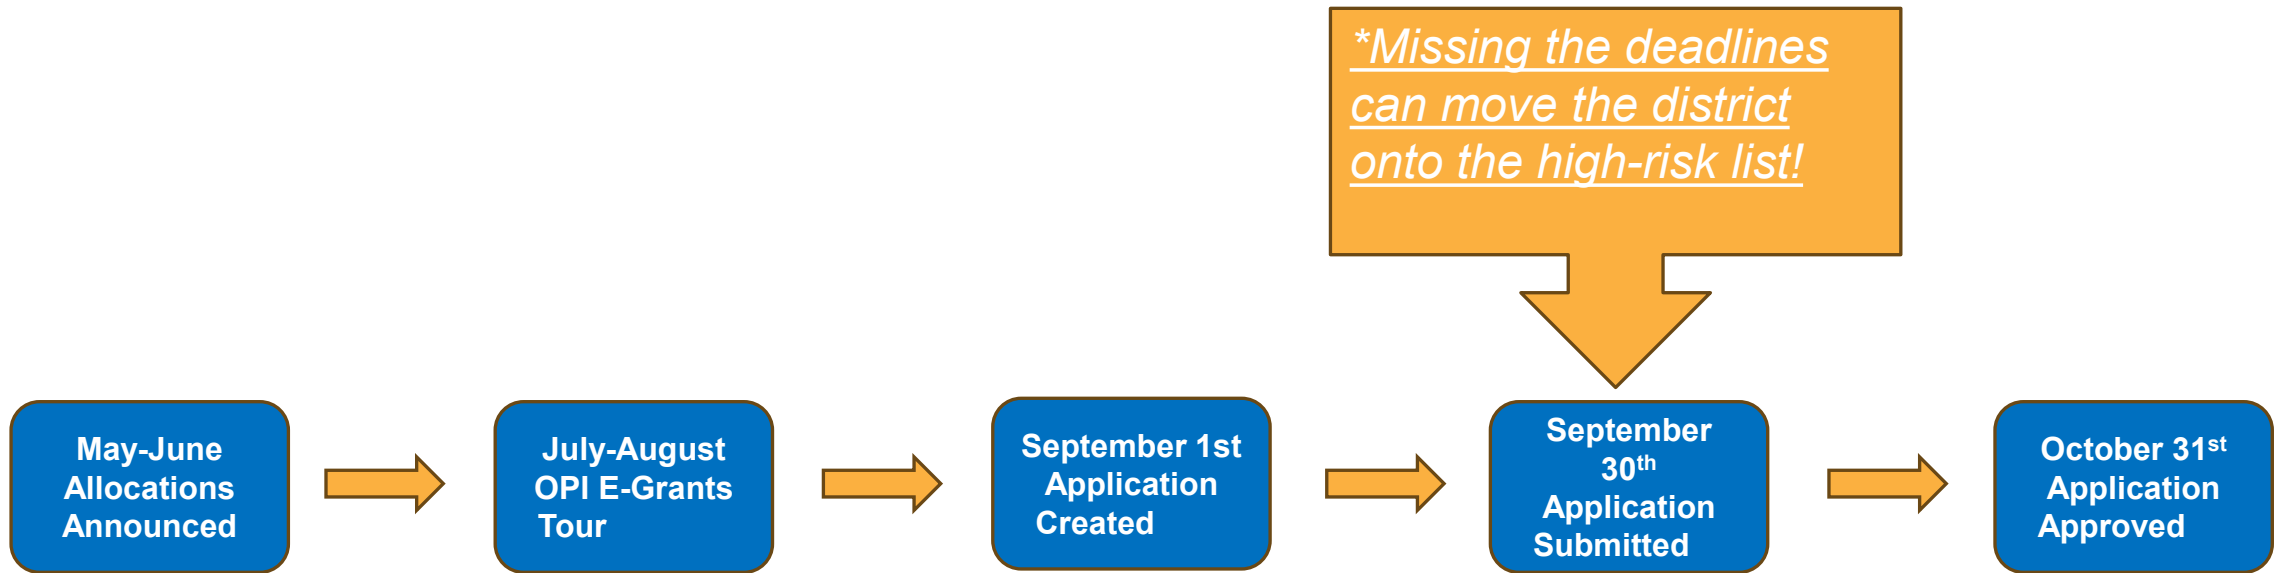 *Missing the deadlines
can move the district
onto the high-risk list!
May-June
Allocations
Announced
July-August
OPI E-Grants
Tour
September 1st
Application
Created
September
30th
Application
Submitted
October 31st
Application
Approved